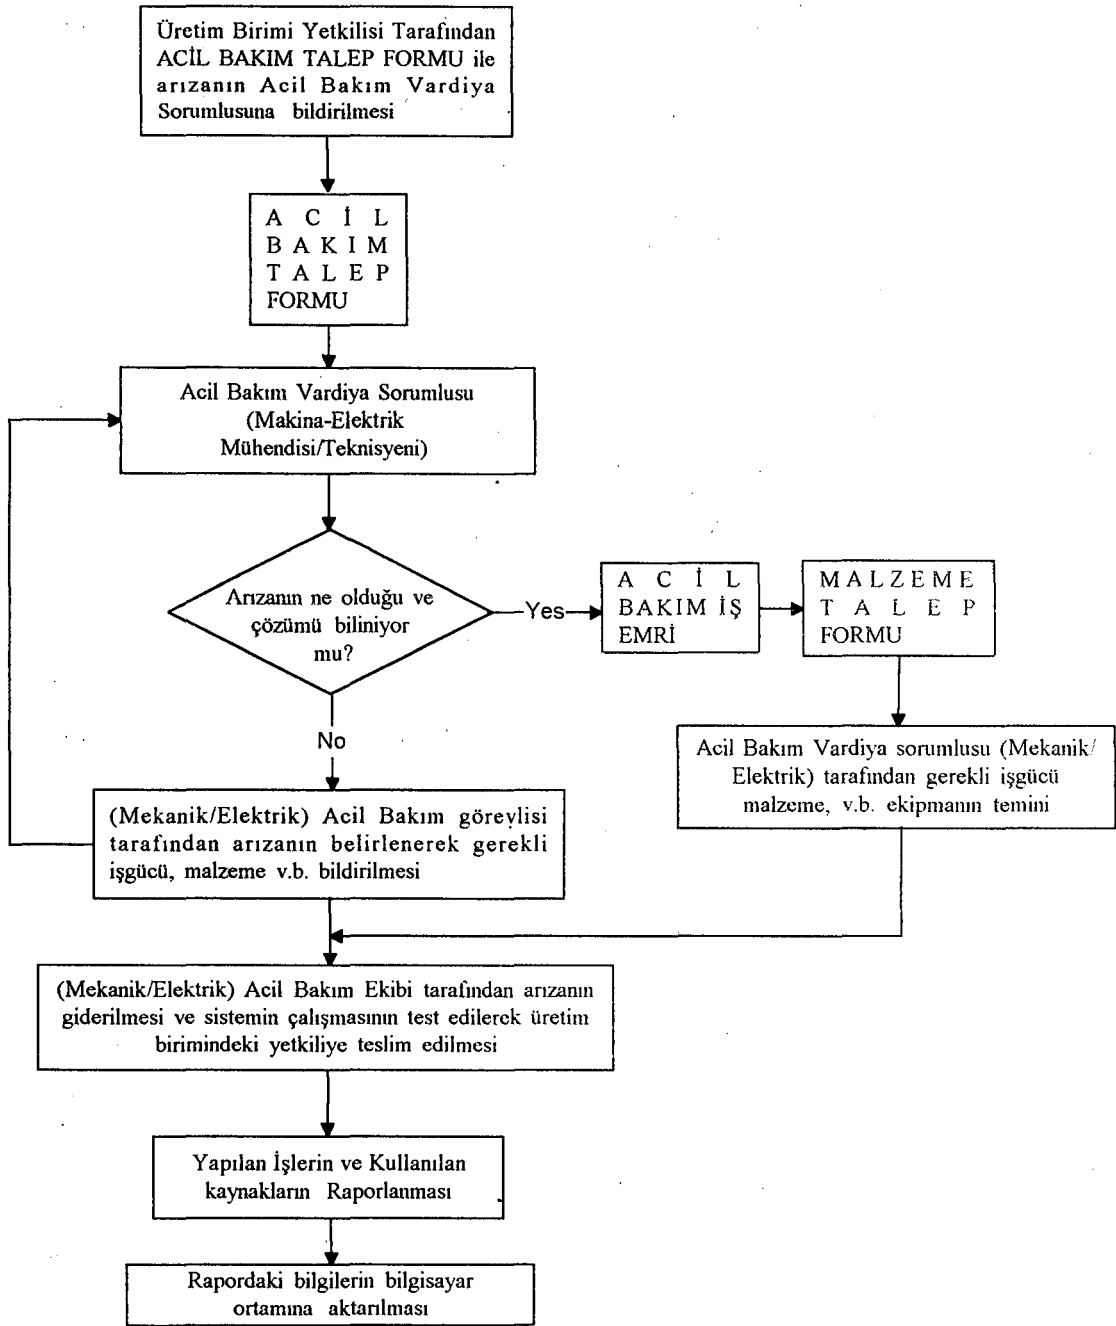 Üretim Birimi Yetkilisi Tarafından
ACİL BAKIM TALEP FORMU ile
arızanın Acil Bakım Vardiya
Sorumlusuna bildirilmesi
A C İ L
B A K I M
T A L E P
FORMU
Acil Bakım Vardiya Sorumlusu
(Makina-Elektrik
Mühendisi/Teknisyeni)
Arızanın ne olduğu ve
çözümü biliniyor
mu?
Yes
A C İ L
BAKIM İŞ
EMRİ
MALZEME
T A L E P
FORMU
No
Acil Bakım Vardiya sorumlusu (Mekanik/
Elektrik) tarafından gerekli işgücü
malzeme, v.b. ekipmanın temini
(Mekanik/Elektrik) Acil Bakım görevlisi
tarafından arızanın belirlenerek gerekli
işgücü, malzeme v.b. bildirilmesi
(Mekanik/Elektrik) Acil Bakım Ekibi tarafından arızanın
giderilmesi ve sistemin çalışmasının test edilerek üretim
birimindeki yetkiliye teslim edilmesi
Yapılan İşlerin ve Kullanılan
kaynakların Raporlanması
Rapordaki bilgilerin bilgisayar
ortamına aktarılması